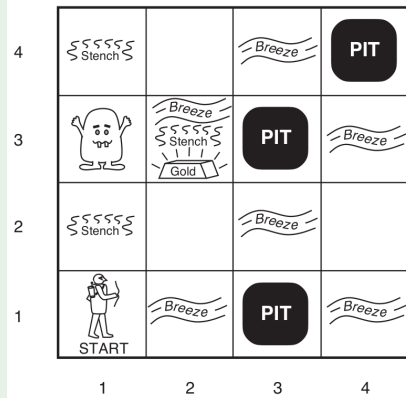 4
Stench
Breeze
PIT
3
Breeze
Stench
Gold
PIT
Breeze
2
Stench
Breeze
1
START
Breeze
PIT
Breeze
1 2 3 4